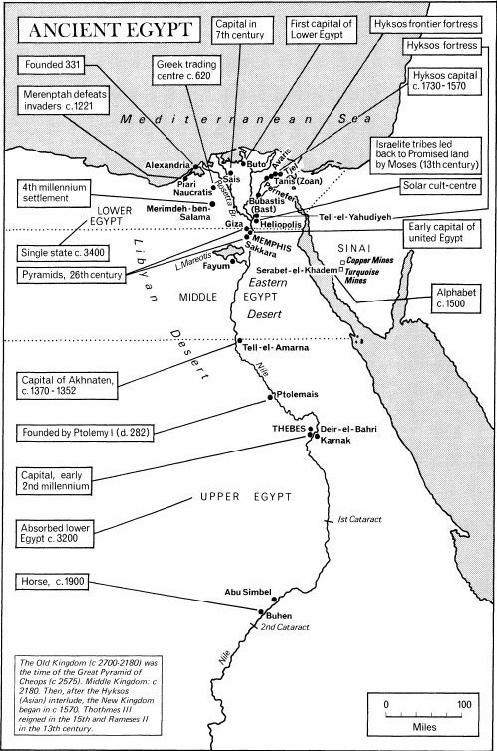 ANCIENT EGYPT
Capital in
7th century
First capital of
Lower Egypt
Hyksos frontier fortress
Hyksos fortress
Founded 331
Greek trading
centre c.620
Hyksos capital
c.1730-1570
Merenptah defeats
invaders c.1221
Mediterranean Sea
Israelite tribes led
back to Promised land
by Moses (13th century)
Alexandria
Buto
Avaris
Tjel
Sais
Tanis (Zoan)
Piari
Naucratis
Rosetta Br.
Pernefer
Bubastis
(Bast)
Solar cult-centre
4th millennium
settlement
Merimdeh-ben-
Salama
LOWER
EGYPT
Tel-el-Yahudiyeh
Giza
Heliopolis
Early capital of
united Egypt
MEMPHIS
Sakkara
SINAI
Single state c.3400
Libyan Desert
L.Mareotis
Copper Mines
Pyramids, 26th century
Fayum
Serabet-el-Khadem
Turquoise
Mines
Eastern
Desert
MIDDLE EGYPT
Alphabet
c.1500
Tell-el-Amarna
Nile
Capital of Akhnaten,
c.1370-1352
Ptolemais
Founded by Ptolemy I (d. 282)
THEBES
Deir-el-Bahri
Karnak
Capital, early
2nd millennium
UPPER EGYPT
Ist Cataract
Absorbed lower
Egypt c.3200
Horse, c.1900
Abu Simbel
Buhen
2nd Cataract
Nile
The Old Kingdom (c 2700-2180) was
the time of the Great Pyramid of
Cheops (c 2575). Middle Kingdom: c
2180. Then, after the Hyksos
(Asian) interlude, the New Kingdom
began in c 1570. Thothmes III
reigned in the 15th and Rameses II
in the 13th century.
0 100
Miles